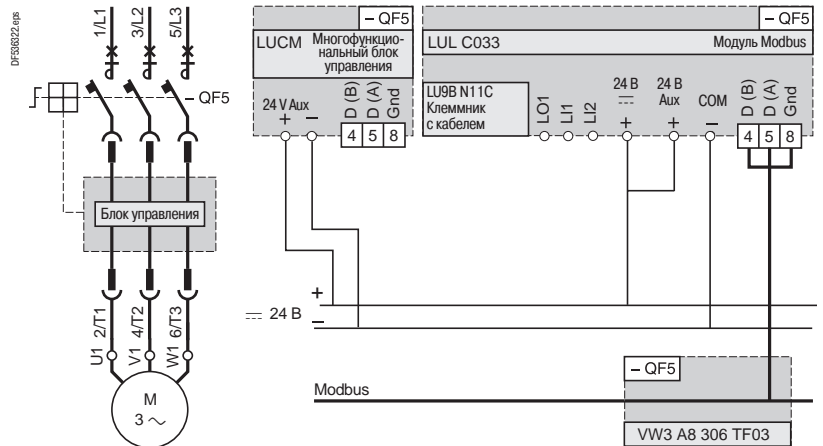 DF536322.eps
1/L1
3/L2
5/L3
– QF5
Блок управления
2/T1
4/T2
6/T3
U1
V1
W1
M
3 ~
– QF5
LUCM
Многофункцио-
нальный блок
управления
24 V Aux
+
–
D (B)
D (A)
Gnd
4
5
8
– QF5
LUL C033
Модуль Modbus
LU9B N11C
Клеммник
с кабелем
LO1
LI1
LI2
24 В
+
24 В
Aux
+
COM
–
D (B)
D (A)
Gnd
4
5
8
+
24 В
–
Modbus
– QF5
VW3 A8 306 TF03